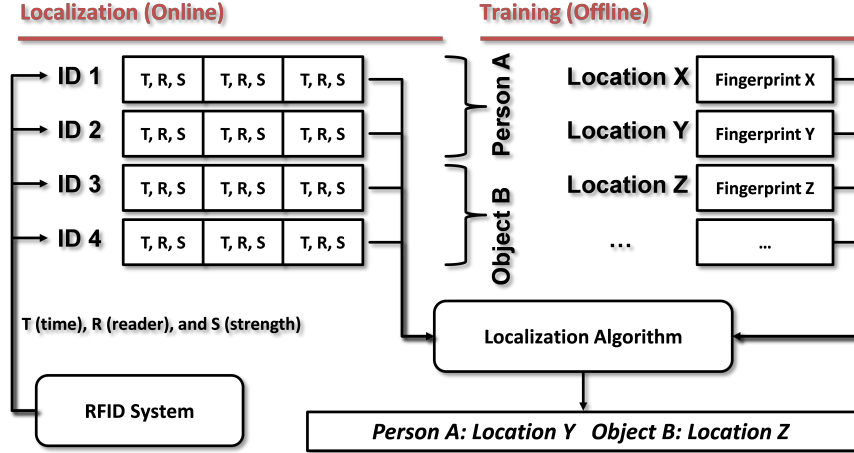 Localization (Online)
Training (Offline)
ID 1 T, R, S T, R, S T, R, S
ID 2 T, R, S T, R, S T, R, S
ID 3 T, R, S T, R, S T, R, S
ID 4 T, R, S T, R, S T, R, S
Person A
Object B
Location X Fingerprint X
Location Y Fingerprint Y
Location Z Fingerprint Z
... ...
T (time), R (reader), and S (strength)
Localization Algorithm
RFID System
Person A: Location Y Object B: Location Z